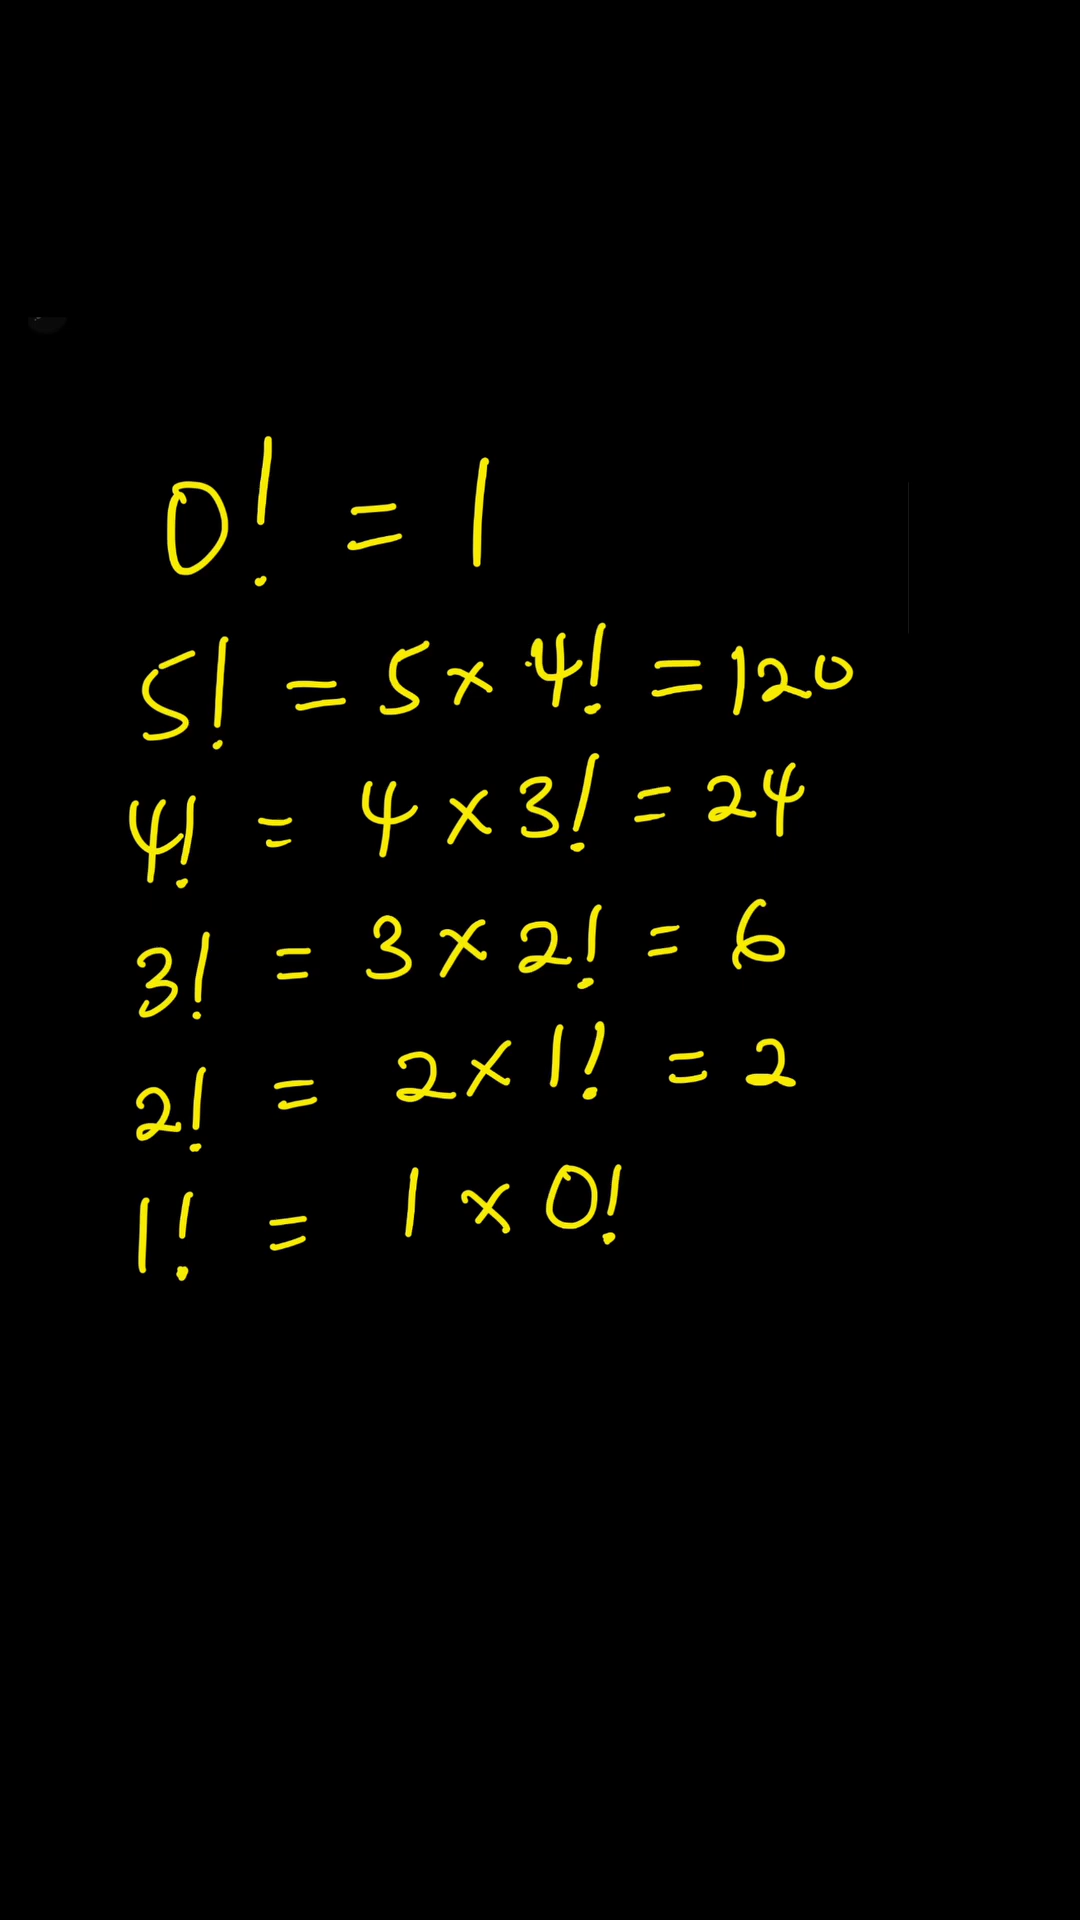 0! = 1
5! = 5 × 4! = 120
4! = 4 × 3! = 24
3! = 3 × 2! = 6
2! = 2 × 1! = 2
1! = 1 × 0!